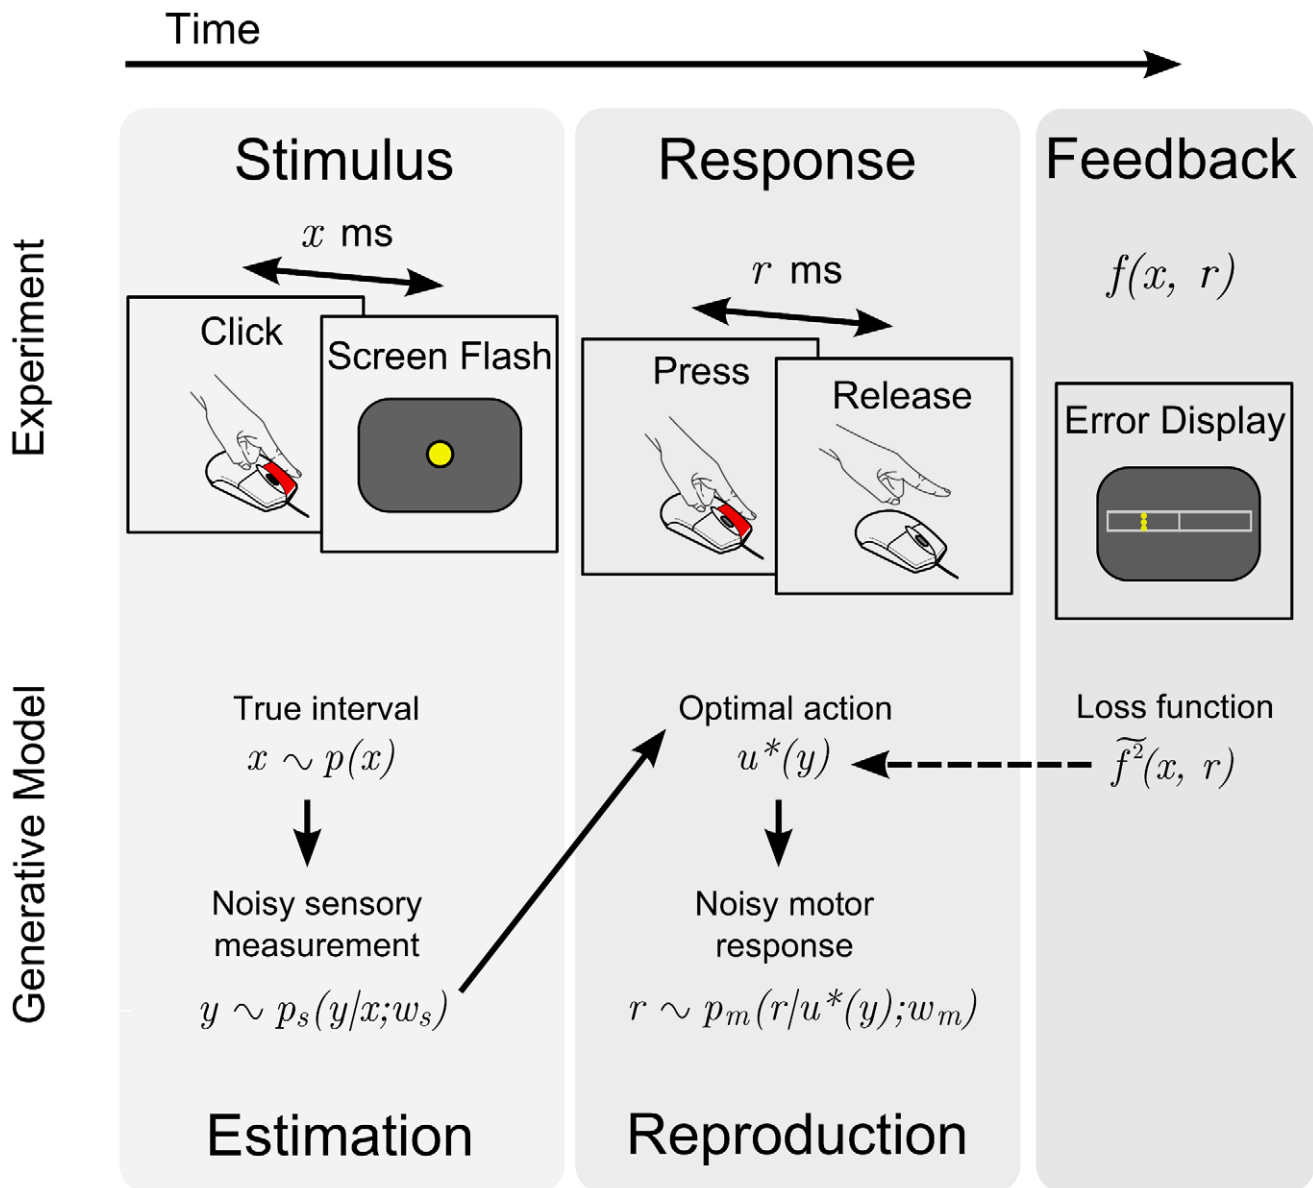 Time
Stimulus
Response
Feedback
Experiment
x ms
Click
Screen Flash
r ms
Press
Release
f(x, r)
Error Display
Generative Model
True interval
x ∼ p(x)
Noisy sensory
measurement
y ∼ pₛ(y|x;wₛ)
Optimal action
u*(y)
Noisy motor
response
r ∼ pₘ(r|u*(y);wₘ)
Loss function
f̃²(x, r)
Estimation
Reproduction